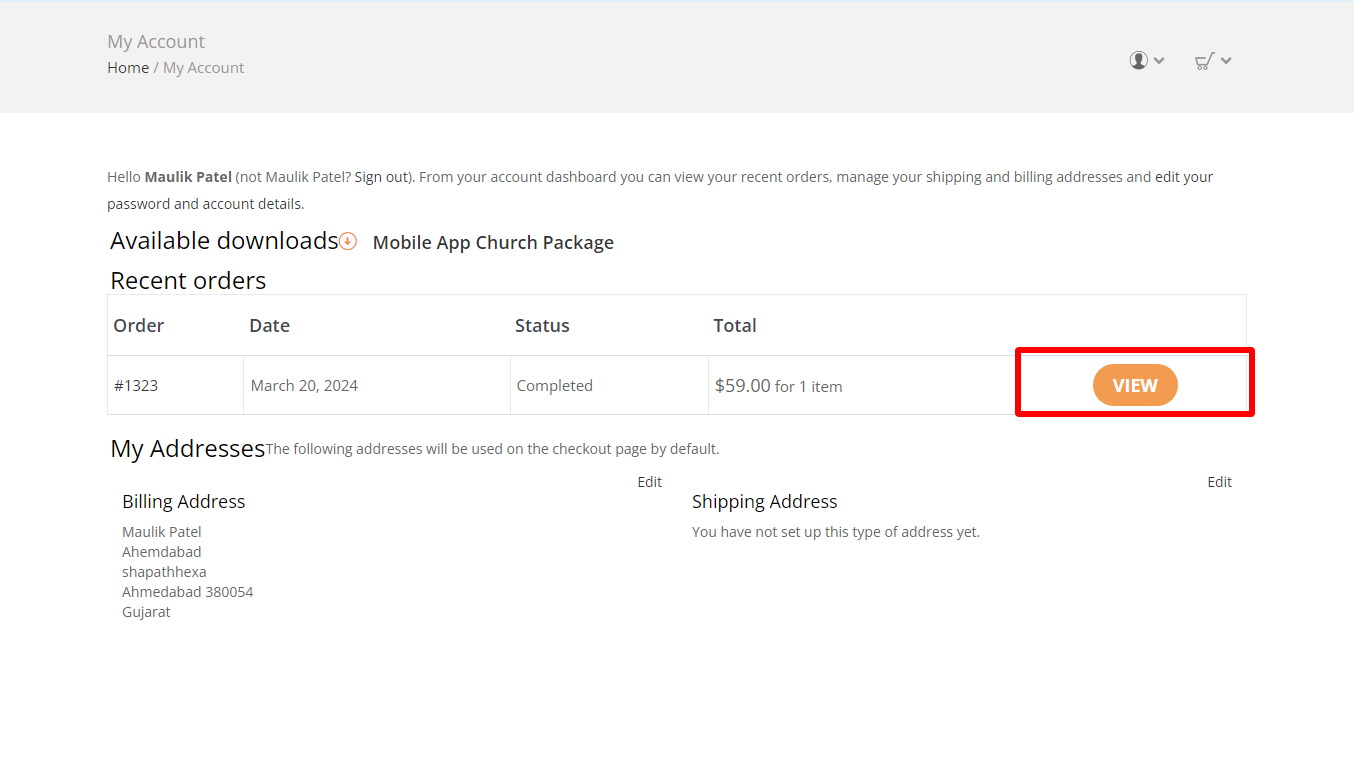 My Account
Home / My Account
Hello Maulik Patel (not Maulik Patel? Sign out). From your account dashboard you can view your recent orders, manage your shipping and billing addresses and edit your
password and account details.
Available downloads Mobile App Church Package
Recent orders
Order Date Status Total
#1323 March 20, 2024 Completed $59.00 for 1 item VIEW
My Addresses The following addresses will be used on the checkout page by default.
Edit
Billing Address
Maulik Patel
Ahemdabad
shapathhexa
Ahmedabad 380054
Gujarat
Edit
Shipping Address
You have not set up this type of address yet.